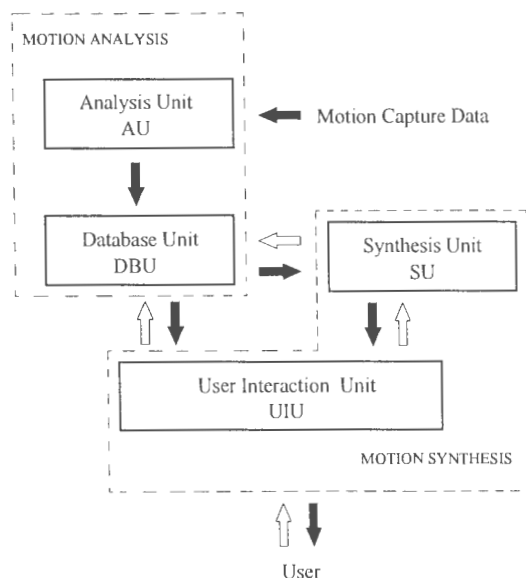 MOTION ANALYSIS
Analysis Unit
AU
Motion Capture Data
Database Unit
DBU
Synthesis Unit
SU
User Interaction Unit
UIU
MOTION SYNTHESIS
User